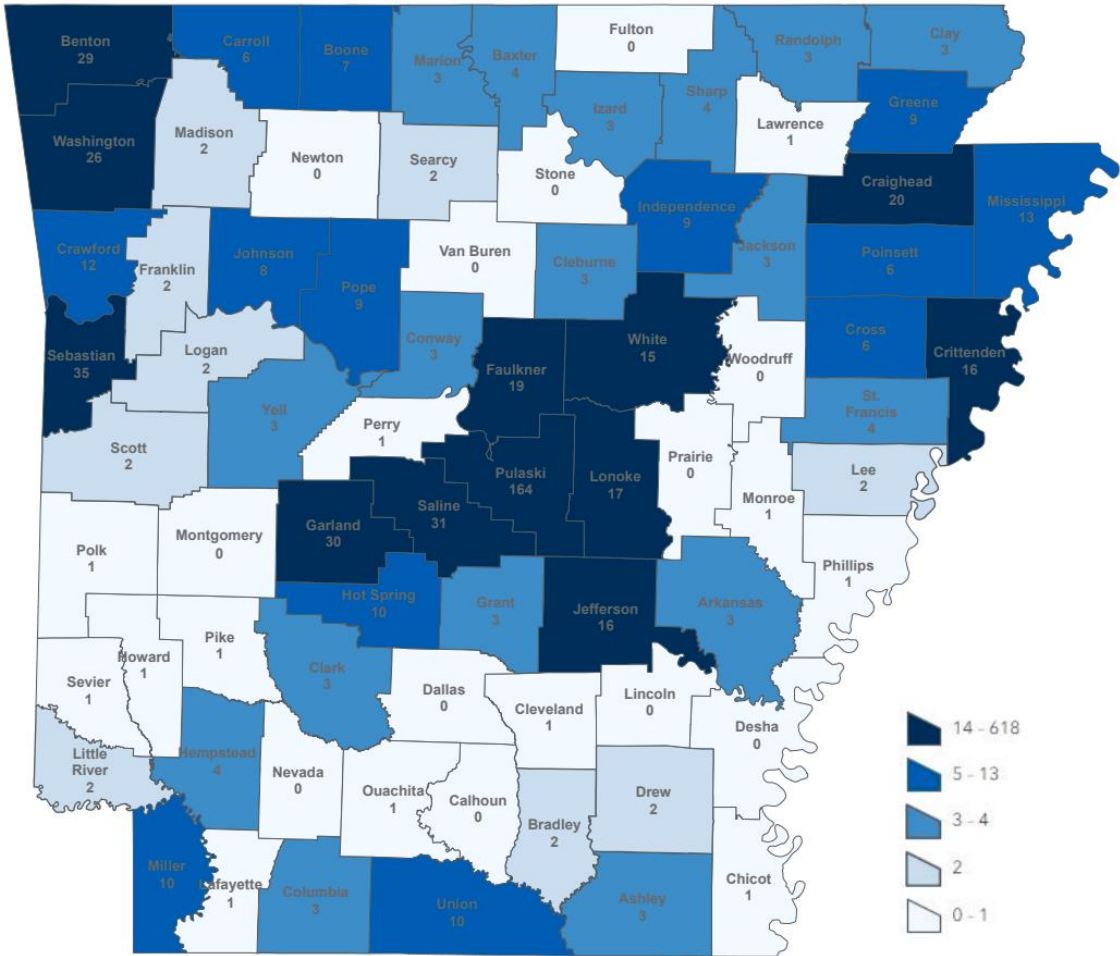 Benton
29
Carroll
6
Boone
7
Marion
3
Baxter
4
Fulton
0
Randolph
3
Clay
3
Sharp
4
Izard
3
Greene
9
Lawrence
1
Washington
26
Madison
2
Newton
0
Searcy
2
Stone
0
Independence
9
Craighead
20
Mississippi
13
Crawford
12
Franklin
2
Johnson
8
Pope
9
Van Buren
0
Cleburne
3
Jackson
3
Poinsett
6
Sebastian
35
Logan
2
Conway
3
Faulkner
19
White
15
Woodruff
0
Cross
6
Crittenden
16
Scott
2
Yell
3
Perry
1
Pulaski
164
Lonoke
17
Prairie
0
St.
Francis
4
Lee
2
Monroe
1
Saline
31
Garland
30
Montgomery
0
Polk
1
Phillips
1
Hot Spring
10
Grant
3
Jefferson
16
Arkansas
3
Sevier
1
Howard
1
Pike
1
Clark
3
Dallas
0
Cleveland
1
Lincoln
0
Desha
0
Little
River
2
Hempstead
4
Nevada
0
Ouachita
1
Calhoun
0
Bradley
2
Drew
2
Miller
10
Lafayette
1
Columbia
3
Union
10
Ashley
3
Chicot
1
14 - 618
5 - 13
3 - 4
2
0 - 1